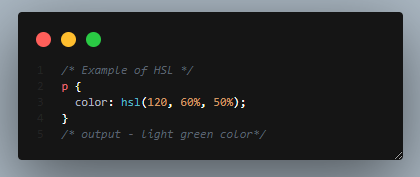 1 /* Example of HSL */
2 p {
3 color: hsl(120, 60%, 50%);
4 }
5 /* output - light green color*/